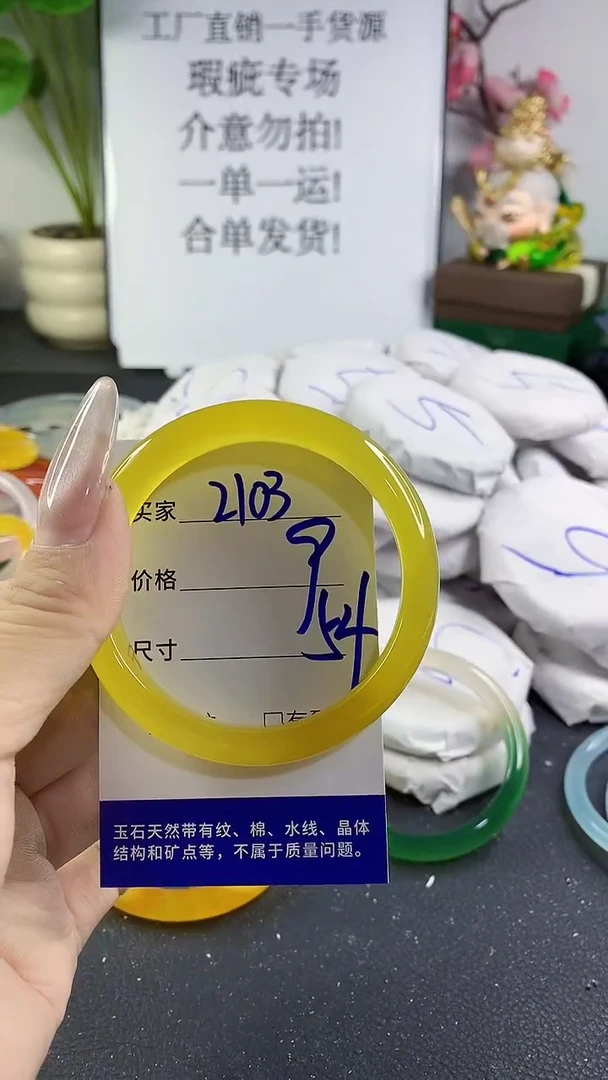 工厂直销一手货源
瑕疵专场
介意勿拍!
一单一运!
合单发货!
买家 2103
价格 9
尺寸 54
玉石天然带有纹、棉、水线、晶体
结构和矿点等，不属于质量问题。